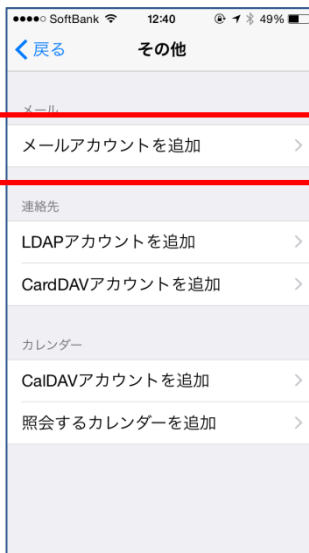 SoftBank 12:40 49%
戻る その他
メール
メールアカウントを追加
連絡先
LDAPアカウントを追加
CardDAVアカウントを追加
カレンダー
CalDAVアカウントを追加
照会するカレンダーを追加